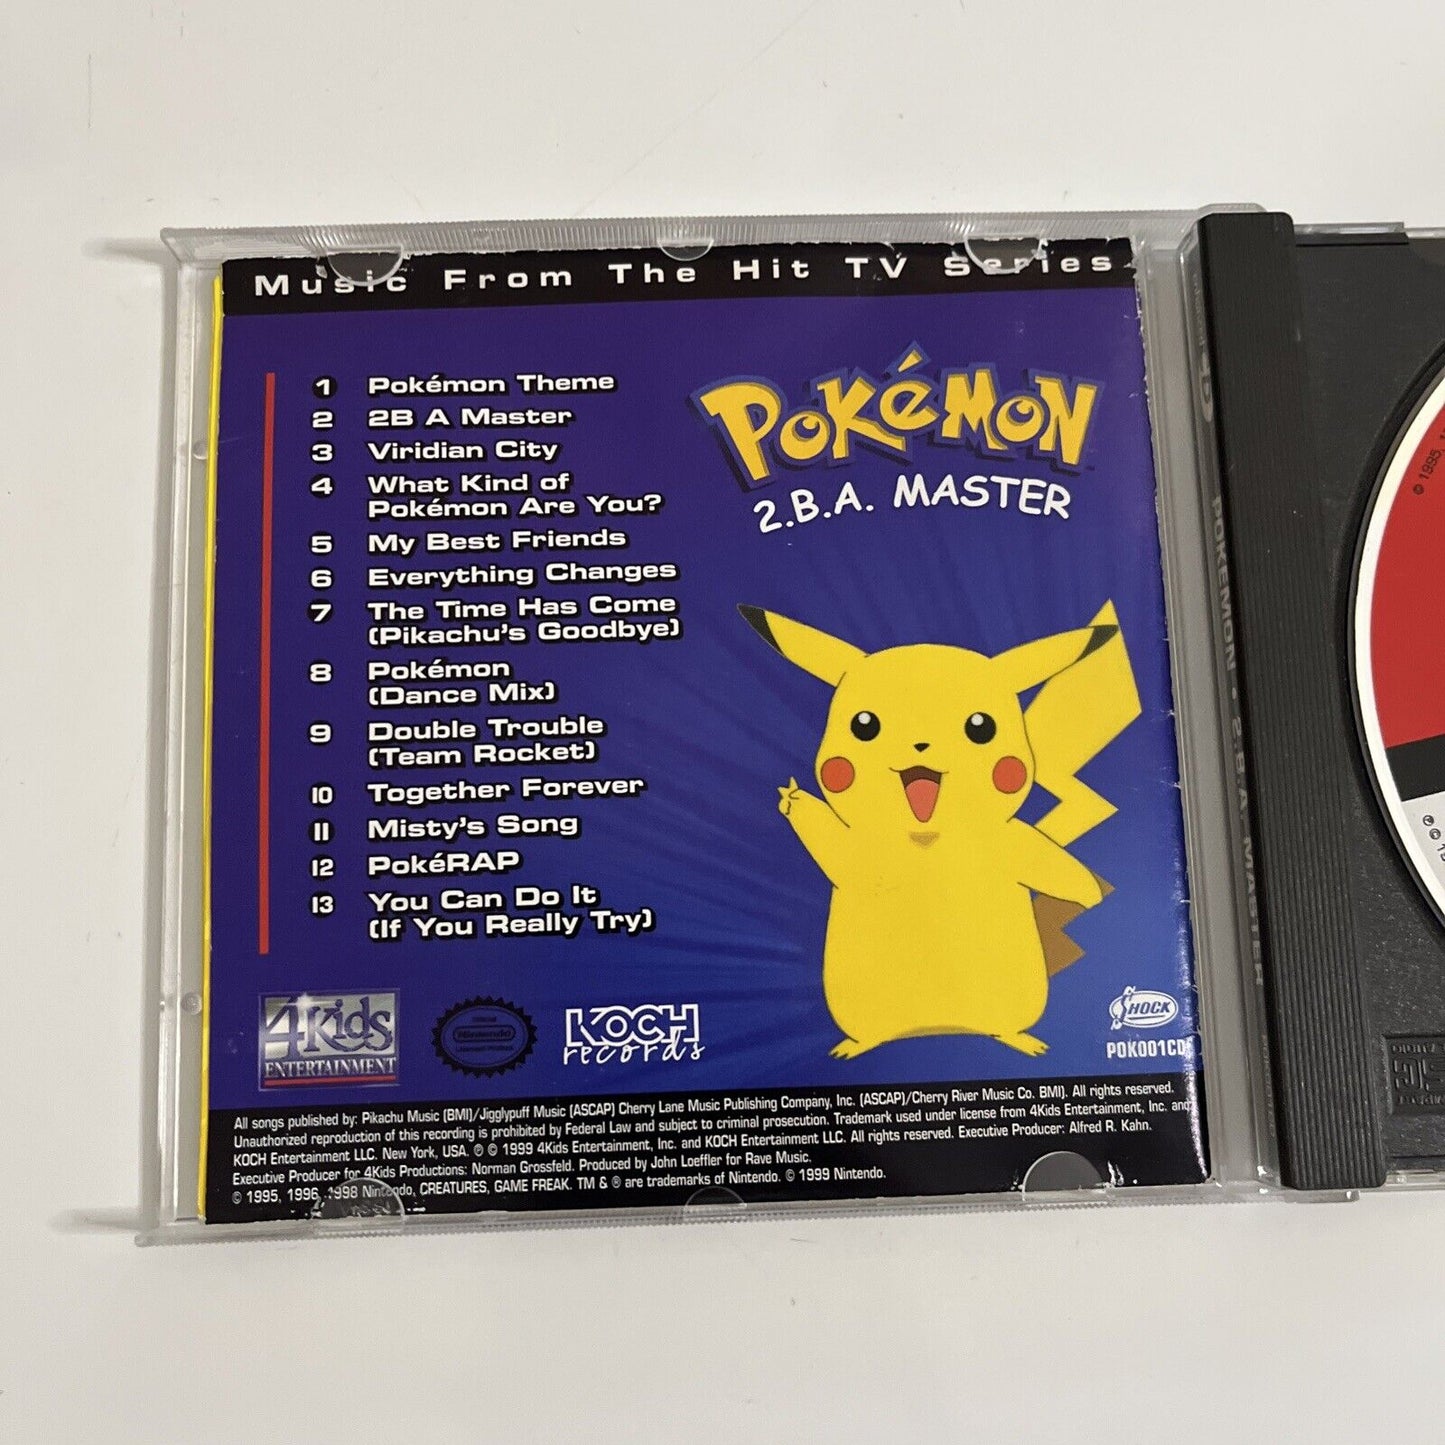 Music From The Hit TV Series
1 Pokémon Theme
2 2B A Master
3 Viridian City
4 What Kind of
Pokémon Are You?
5 My Best Friends
6 Everything Changes
7 The Time Has Come
(Pikachu's Goodbye)
8 Pokémon
(Dance Mix)
9 Double Trouble
(Team Rocket)
10 Together Forever
11 Misty's Song
12 PokéRAP
13 You Can Do It
(If You Really Try)
POKéMON
2.B.A. MASTER
4Kids
ENTERTAINMENT
Nintendo
KOCH
records
SHOCK
POK001CD
All songs published by: Pikachu Music (BMI)/Jigglypuff Music (ASCAP) Cherry Lane Music Publishing Company, Inc. (ASCAP)/Cherry River Music Co. BMI). All rights reserved.
Unauthorized reproduction of this recording is prohibited by Federal Law and subject to criminal prosecution. Trademark used under license from 4Kids Entertainment, Inc. and
KOCH Entertainment LLC. New York, USA. ℗ © 1999 4Kids Entertainment, Inc. and KOCH Entertainment LLC. All rights reserved. Executive Producer: Alfred R. Kahn.
Executive Producer for 4Kids Productions: Norman Grossfeld. Produced by John Loeffler for Rave Music.
© 1995, 1996, 1998 Nintendo, CREATURES, GAME FREAK. TM & ® are trademarks of Nintendo. © 1999 Nintendo.
POKEMON • 2.B.A. MASTER
© 1995,